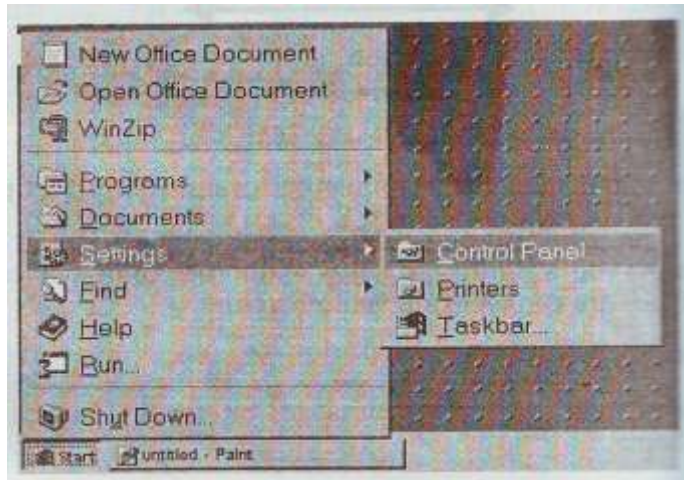 New Office Document
Open Office Document
WinZip
Programs
Documents
Settings
Control Panel
Find
Printers
Help
Taskbar...
Run...
Shut Down...
Start
untitled - Paint